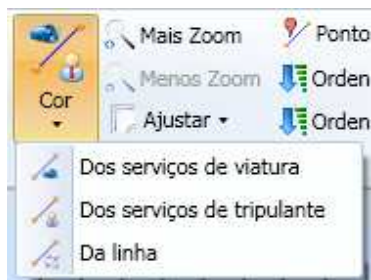 Cor
Mais Zoom
Menos Zoom
Ajustar
Ponto
Orden
Orden
Dos serviços de viatura
Dos serviços de tripulante
Da linha